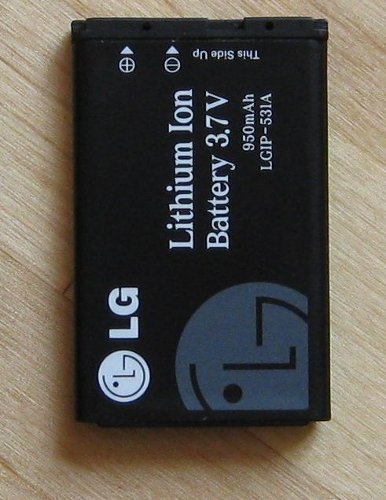 This Side Up
Lithium Ion
Battery 3.7V
950mAh
LGIP-531A
LG